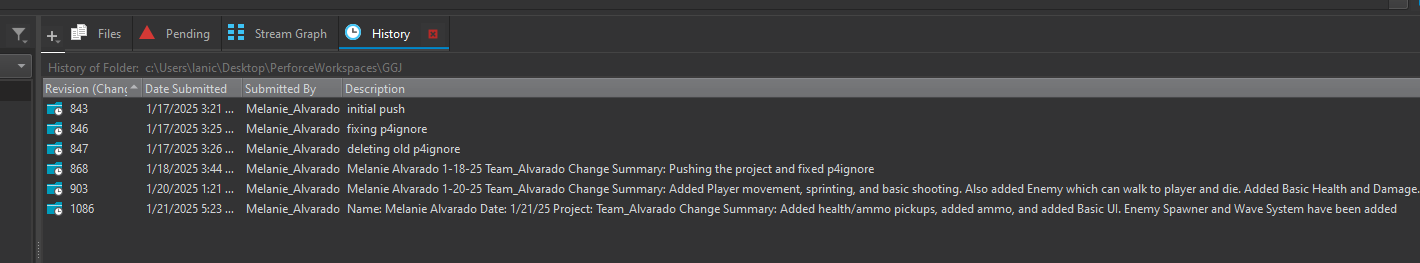 Files Pending Stream Graph History
History of Folder: c:\Users\lanic\Desktop\PerforceWorkspaces\GGJ
Revision (Chang Date Submitted Submitted By Description
843 1/17/2025 3:21 ... Melanie_Alvarado initial push
846 1/17/2025 3:25 ... Melanie_Alvarado fixing p4ignore
847 1/17/2025 3:26 ... Melanie_Alvarado deleting old p4ignore
868 1/18/2025 3:44 ... Melanie_Alvarado Melanie Alvarado 1-18-25 Team_Alvarado Change Summary: Pushing the project and fixed p4ignore
903 1/20/2025 1:21 ... Melanie_Alvarado Melanie Alvarado 1-20-25 Team_Alvarado Change Summary: Added Player movement, sprinting, and basic shooting. Also added Enemy which can walk to player and die. Added Basic Health and Damage.
1086 1/21/2025 5:23 ... Melanie_Alvarado Name: Melanie Alvarado Date: 1/21/25 Project: Team_Alvarado Change Summary: Added health/ammo pickups, added ammo, and added Basic UI. Enemy Spawner and Wave System have been added